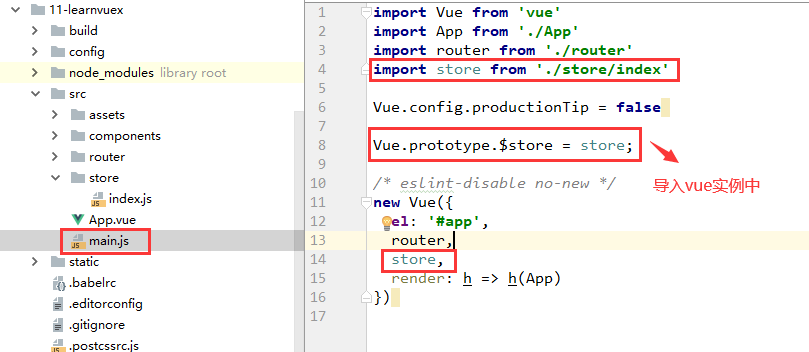 11-learnvuex
build
config
node_modules library root
src
assets
components
router
store
index.js
App.vue
main.js
static
.babelrc
.editorconfig
.gitignore
.postcssrc.js
1 import Vue from 'vue'
2 import App from './App'
3 import router from './router'
4 import store from './store/index'
5
6 Vue.config.productionTip = false
7
8 Vue.prototype.$store = store;
9
导入vue实例中
10 /* eslint-disable no-new */
11 new Vue({
12 el: '#app',
13 router,
14 store,
15 render: h => h(App)
16 })
17